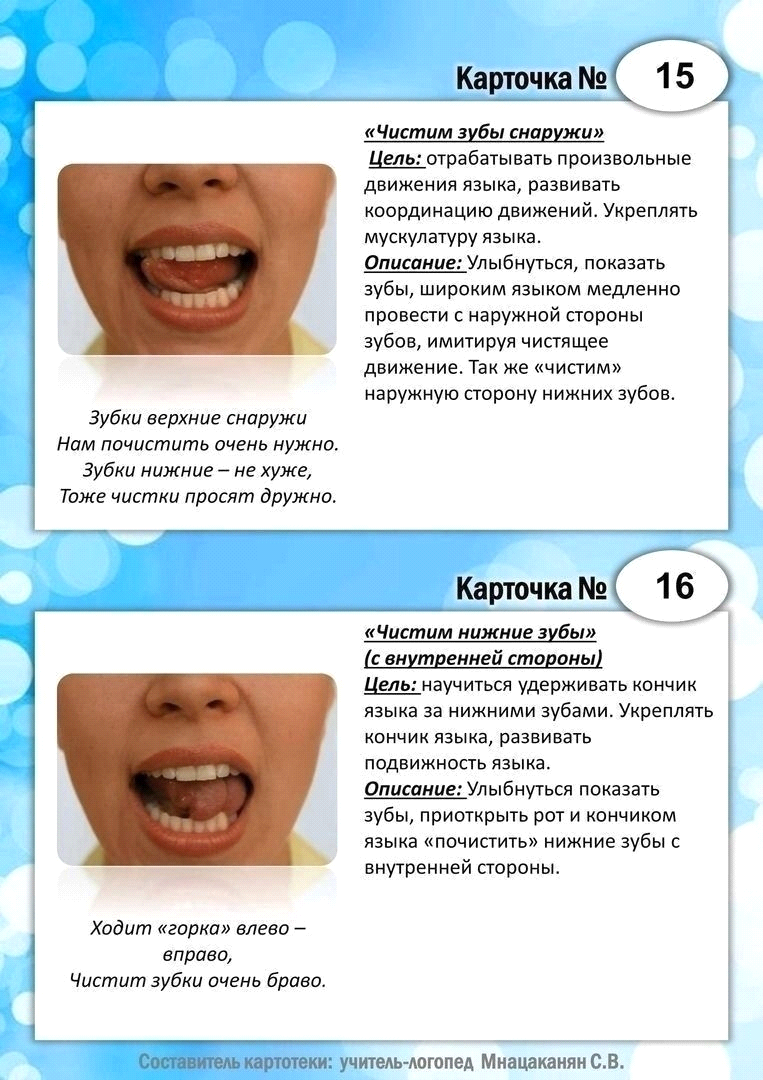 Карточка № 15
«Чистим зубы снаружи»
Цель: отрабатывать произвольные
движения языка, развивать
координацию движений. Укреплять
мускулатуру языка.
Описание: Улыбнуться, показать
зубы, широким языком медленно
провести с наружной стороны
зубов, имитируя чистящее
движение. Так же «чистим»
наружную сторону нижних зубов.
Зубки верхние снаружи
Нам почистить очень нужно.
Зубки нижние – не хуже,
Тоже чистки просят дружно.
Карточка № 16
«Чистим нижние зубы»
(с внутренней стороны)
Цель: научиться удерживать кончик
языка за нижними зубами. Укреплять
кончик языка, развивать
подвижность языка.
Описание: Улыбнуться показать
зубы, приоткрыть рот и кончиком
языка «почистить» нижние зубы с
внутренней стороны.
Ходит «горка» влево –
вправо,
Чистит зубки очень браво.
Составитель картотеки: учитель-логопед Мнацаканян С.В.